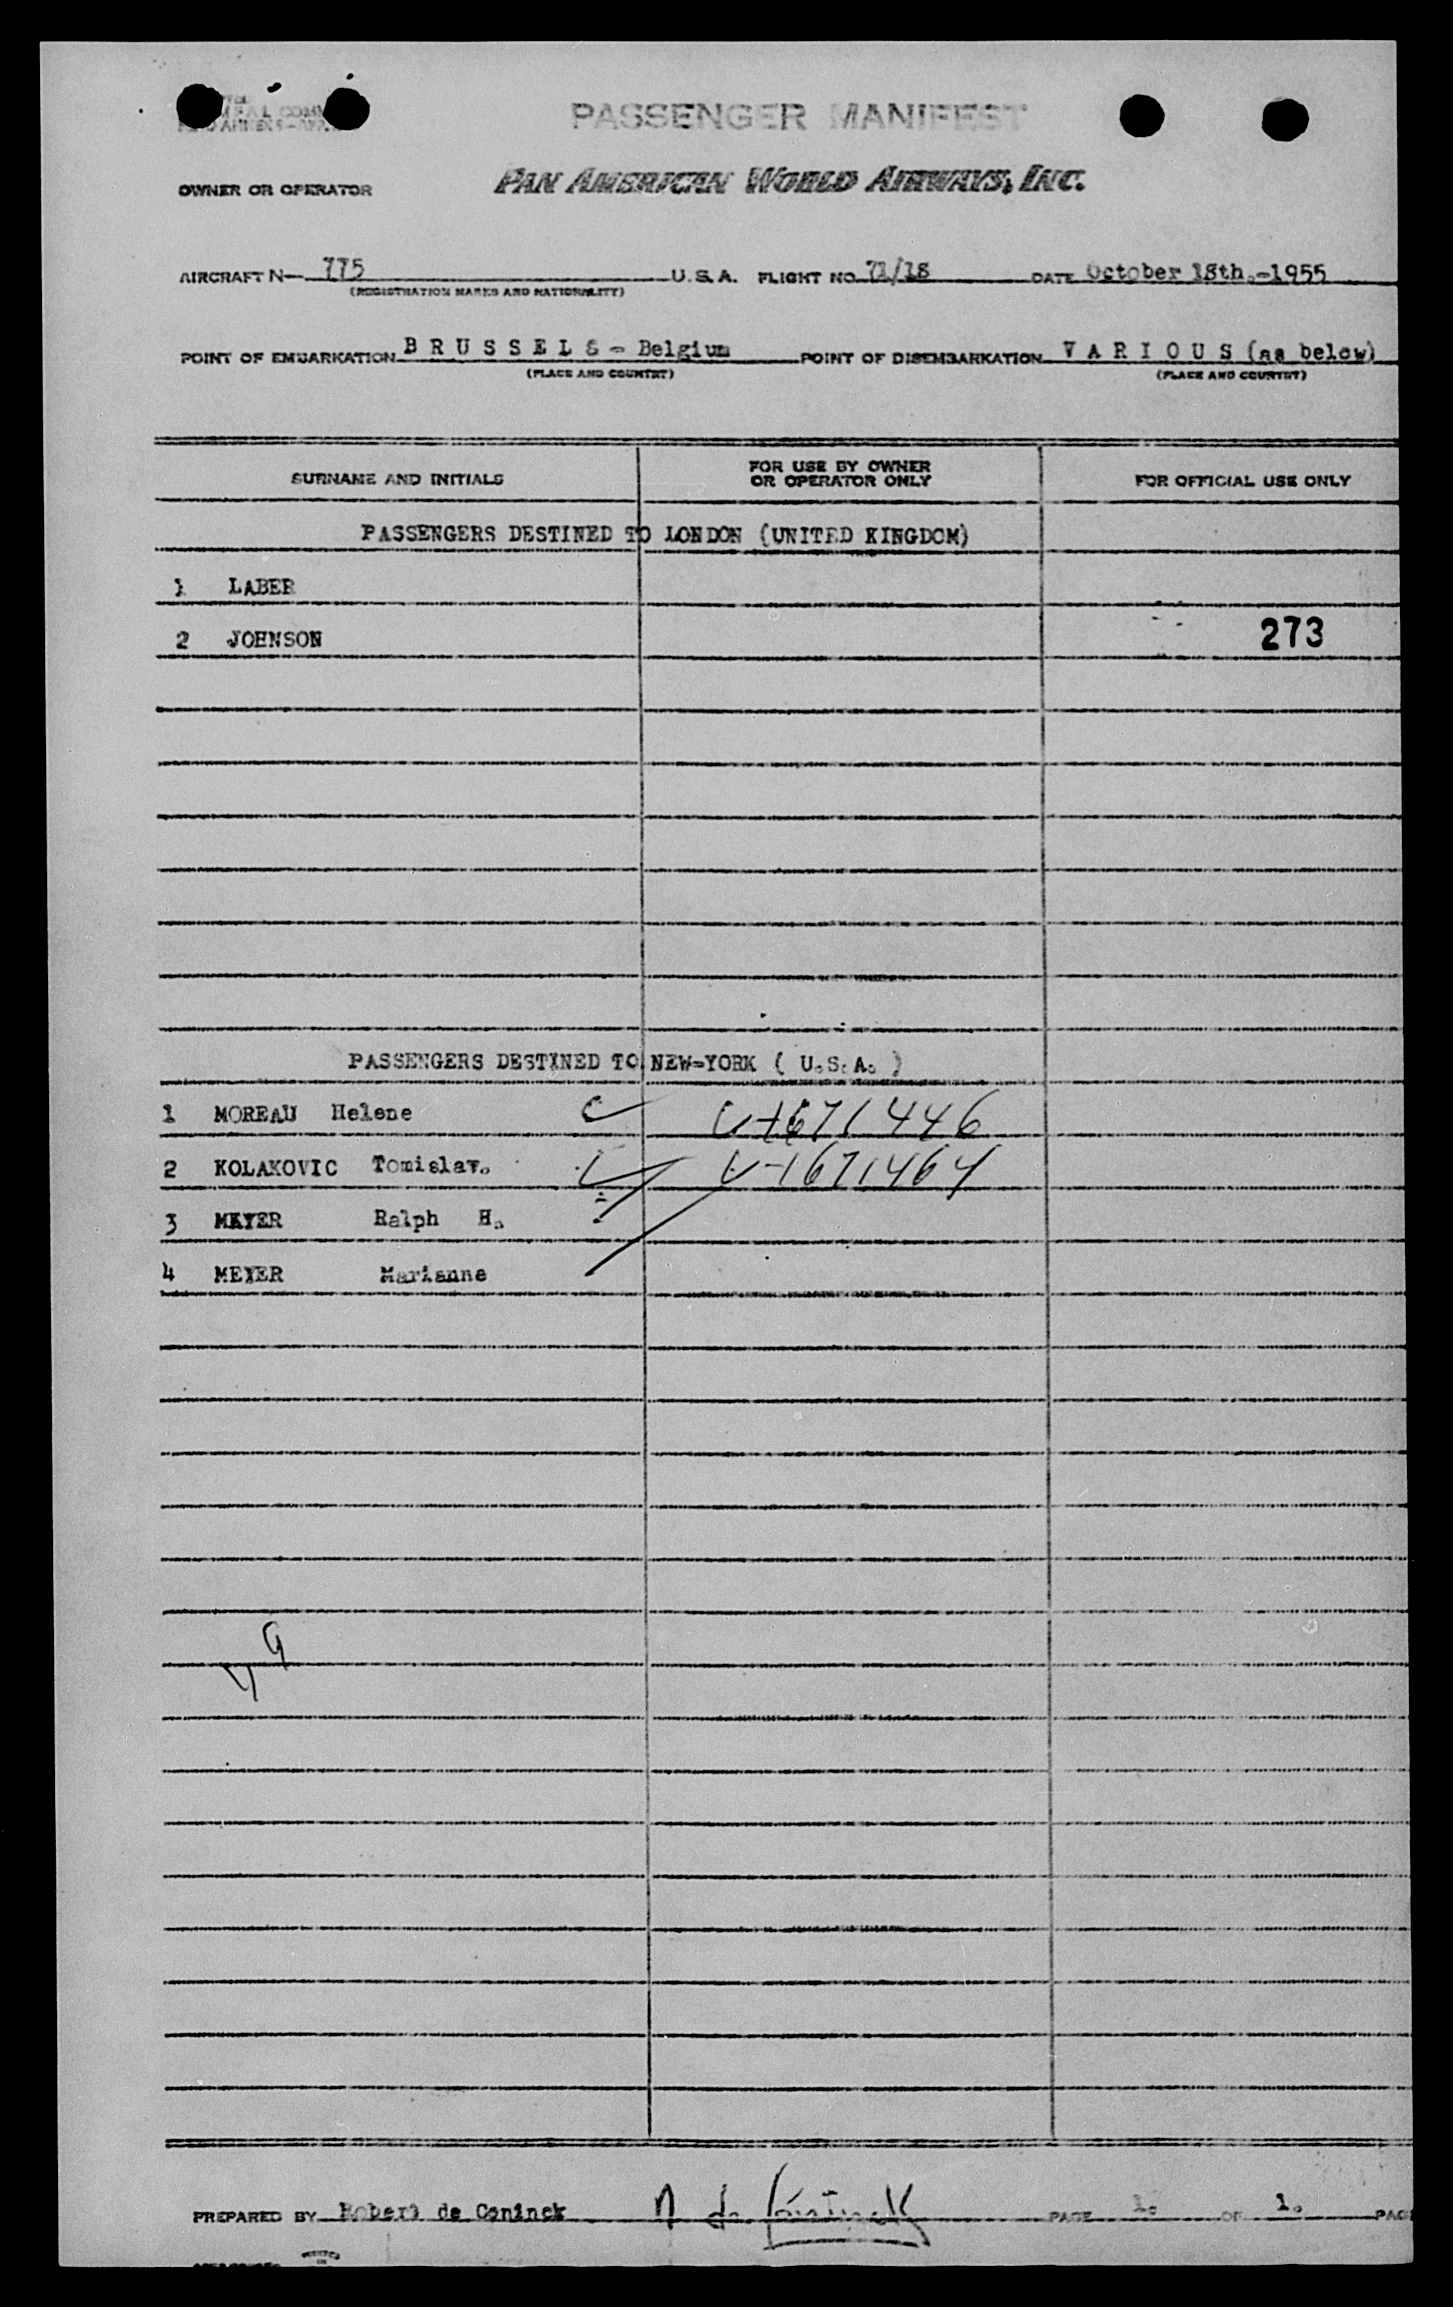 PASSENGER MANIFEST
OWNER OR OPERATOR PAN AMERICAN WORLD AIRWAYS, INC.
AIRCRAFT N— 775 U. S. A. FLIGHT NO. 71/18 DATE October 18th.-1955
(REGISTRATION MARKS AND NATIONALITY)
POINT OF EMBARKATION B R U S S E L S - Belgium POINT OF DISEMBARKATION V A R I O U S (as below)
(PLACE AND COUNTRY) (PLACE AND COUNTRY)
SURNAME AND INITIALS FOR USE BY OWNER OR OPERATOR ONLY FOR OFFICIAL USE ONLY
PASSENGERS DESTINED TO LONDON (UNITED KINGDOM)
1 LABER
2 JOHNSON 273
PASSENGERS DESTINED TO NEW-YORK ( U.S.A. )
1 MOREAU Helene V-1671446
2 KOLAKOVIC Tomislav. V-1671464
3 MEYER Ralph H.
4 MEYER Marianne
PREPARED BY Robert de Coninck PAGE 1. OF 1. PAG